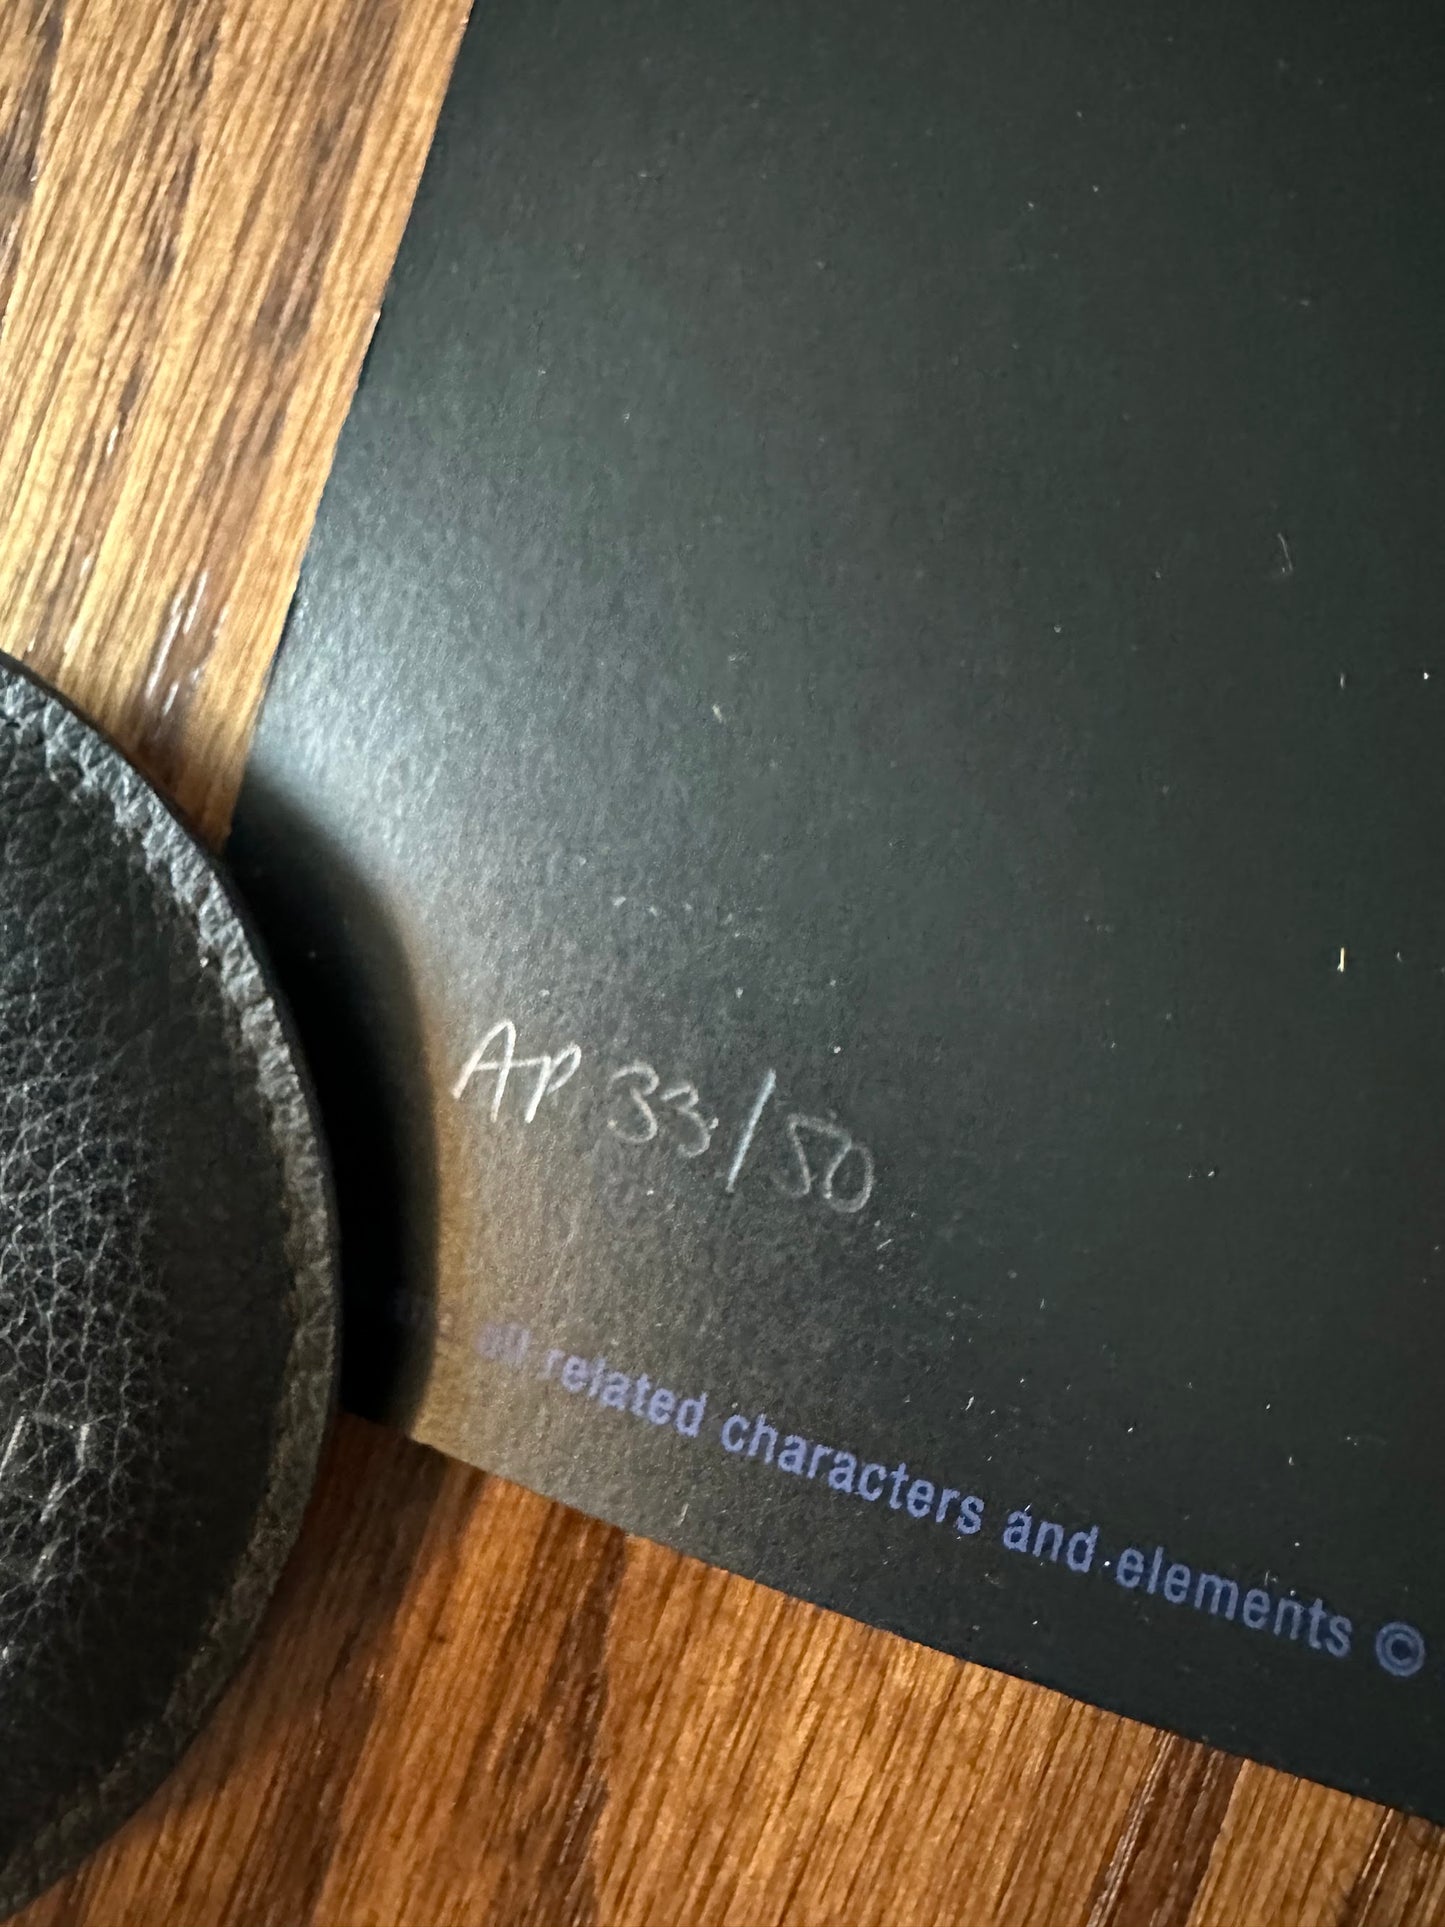 AP 33/50
all related characters and elements ©